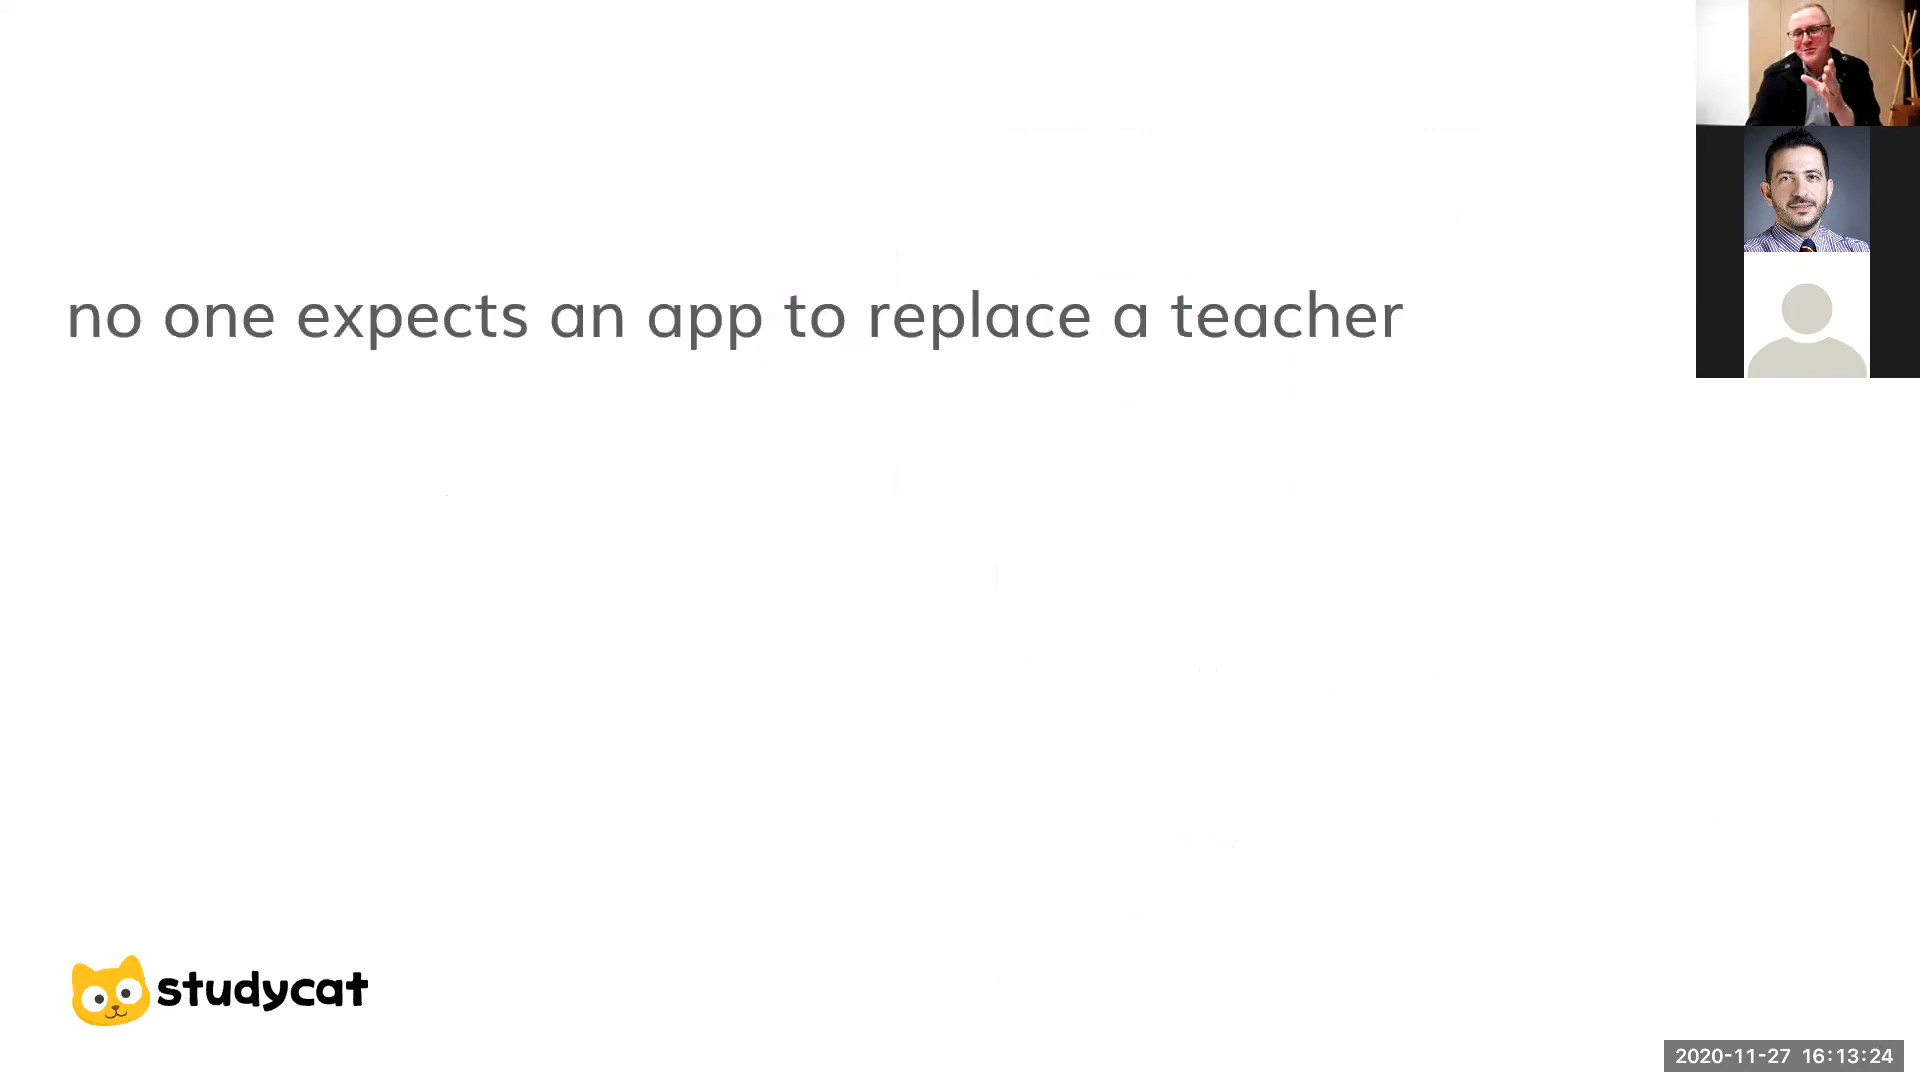 no one expects an app to replace a teacher
studycat
2020-11-27 16:13:24